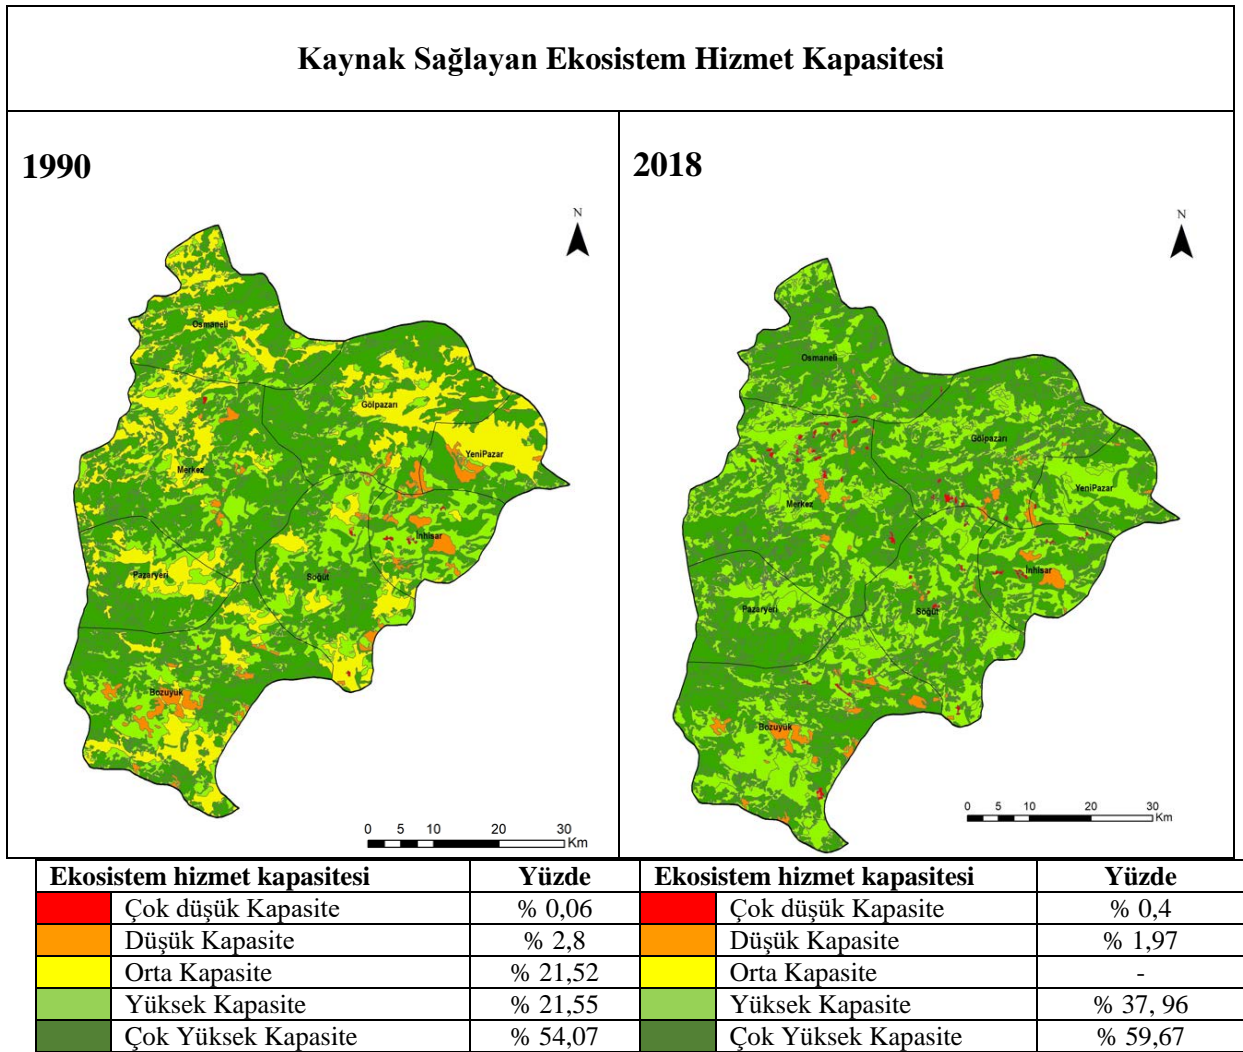 Kaynak Sağlayan Ekosistem Hizmet Kapasitesi
1990
N
Osmaneli
Gölpazarı
YeniPazar
Merkez
İnhisar
Pazaryeri
Söğüt
Bozüyük
0 5 10 20 30
Km
2018
N
Osmaneli
Gölpazarı
YeniPazar
Merkez
İnhisar
Pazaryeri
Söğüt
Bozüyük
0 5 10 20 30
Km
Ekosistem hizmet kapasitesi Yüzde Ekosistem hizmet kapasitesi Yüzde
Çok düşük Kapasite % 0,06 Çok düşük Kapasite % 0,4
Düşük Kapasite % 2,8 Düşük Kapasite % 1,97
Orta Kapasite % 21,52 Orta Kapasite -
Yüksek Kapasite % 21,55 Yüksek Kapasite % 37, 96
Çok Yüksek Kapasite % 54,07 Çok Yüksek Kapasite % 59,67